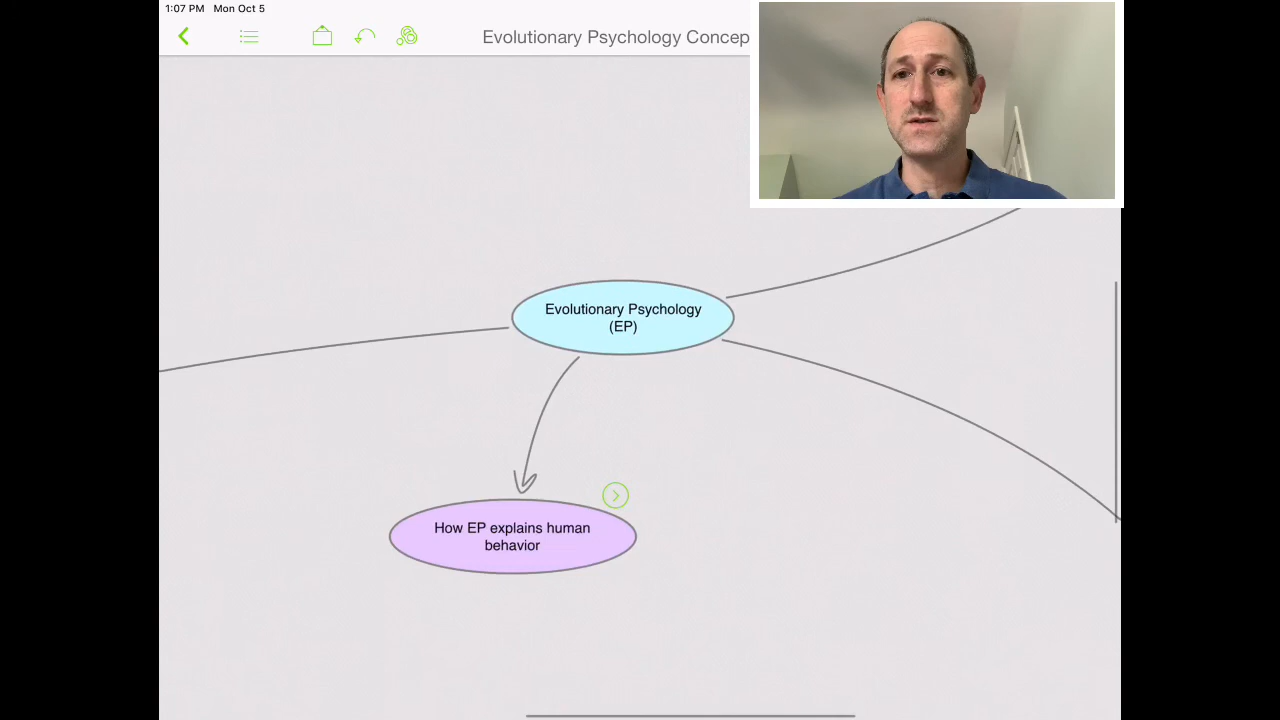 1:07 PM Mon Oct 5
Evolutionary Psychology Concep
Evolutionary Psychology
(EP)
How EP explains human
behavior